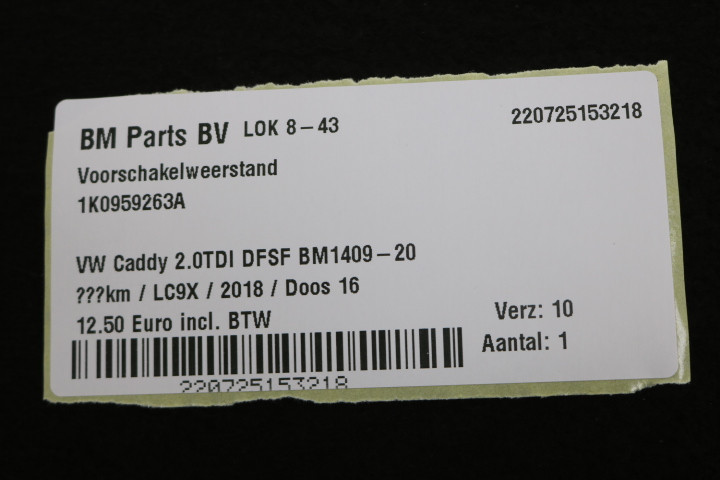 BM Parts BV LOK 8-43 220725153218
Voorschakelweerstand
1K0959263A
VW Caddy 2.0TDI DFSF BM1409-20
???km / LC9X / 2018 / Doos 16
Verz: 10
12.50 Euro incl. BTW
Aantal: 1
220725153218